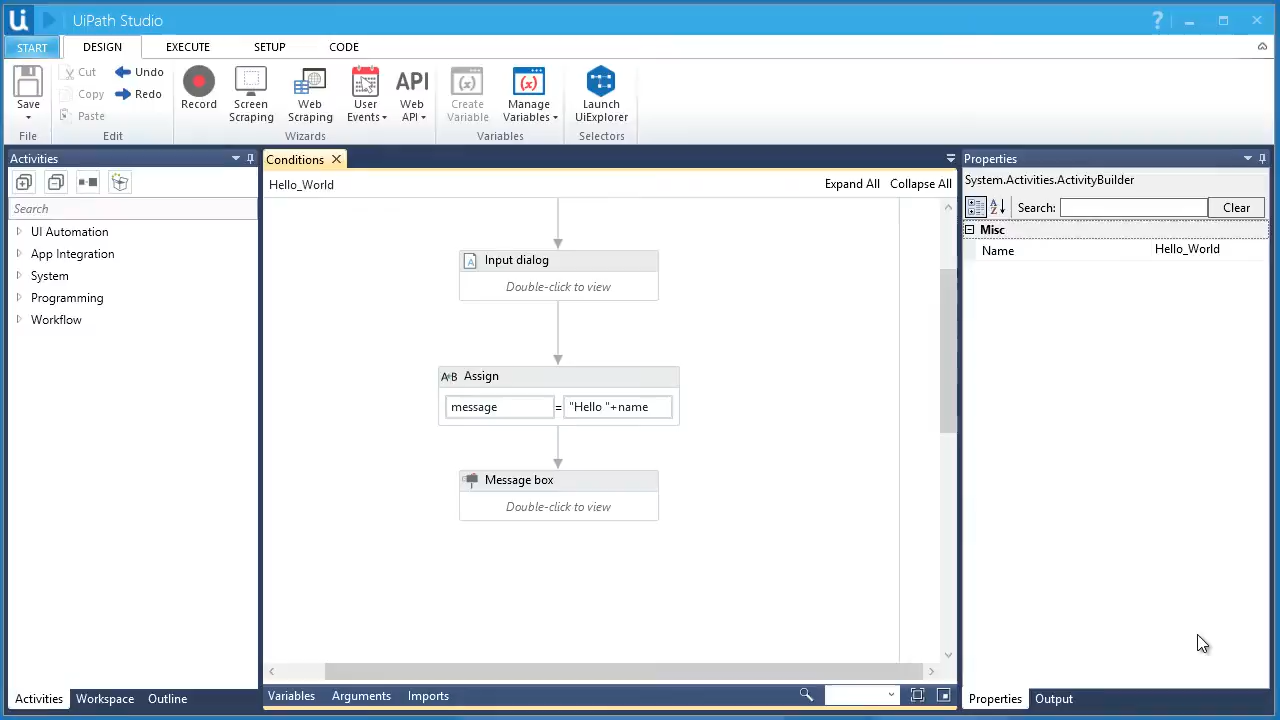 Ui UiPath Studio ?
START DESIGN EXECUTE SETUP CODE
Save Cut Copy Paste Undo Redo
File Edit
Record Screen Scraping Web Scraping User Events API Web API
Wizards
Create Variable (x) Manage Variables (x)
Variables
Launch UiExplorer
Selectors
Activities
Search
UI Automation
App Integration
System
Programming
Workflow
Activities Workspace Outline
Conditions
Hello_World Expand All Collapse All
Input dialog
Double-click to view
A+B Assign
message = "Hello "+name
Message box
Double-click to view
Variables Arguments Imports
Properties
System.Activities.ActivityBuilder
A Z Search: Clear
Misc
Name Hello_World
Properties Output